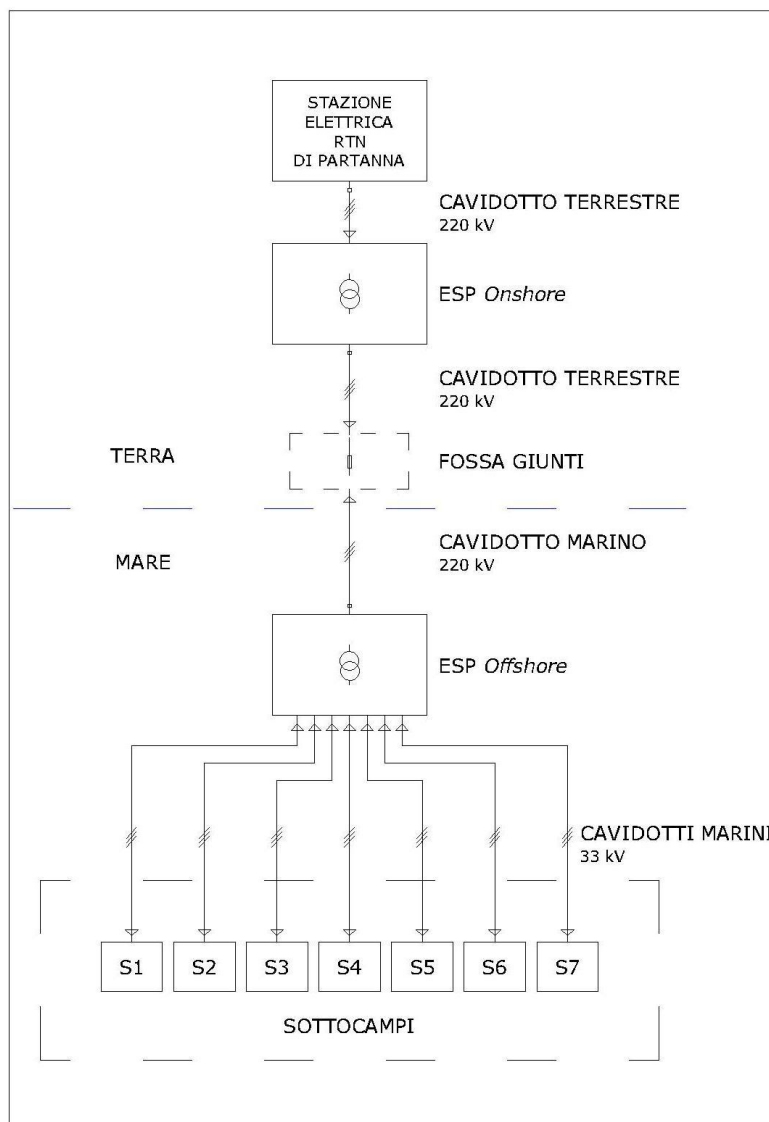 STAZIONE
ELETTRICA
RTN
DI PARTANNA
CAVIDOTTO TERRESTRE
220 kV
ESP Onshore
CAVIDOTTO TERRESTRE
220 kV
TERRA
FOSSA GIUNTI
MARE
CAVIDOTTO MARINO
220 kV
ESP Offshore
CAVIDOTTI MARINI
33 kV
S1 S2 S3 S4 S5 S6 S7
SOTTOCAMPI